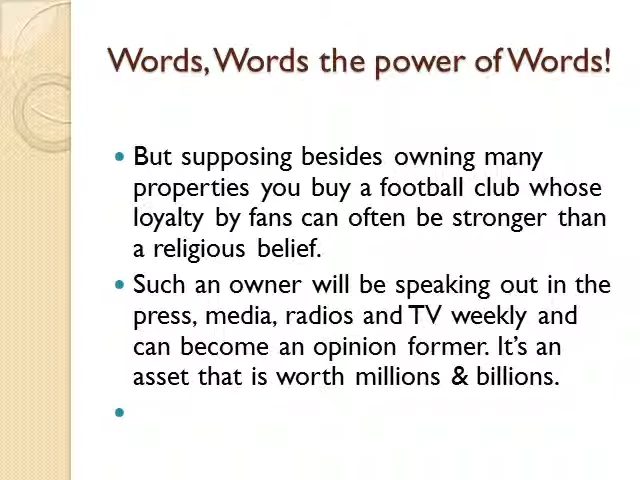 Words, Words the power of Words!
• But supposing besides owning many
properties you buy a football club whose
loyalty by fans can often be stronger than
a religious belief.
• Such an owner will be speaking out in the
press, media, radios and TV weekly and
can become an opinion former. It's an
asset that is worth millions & billions.
•